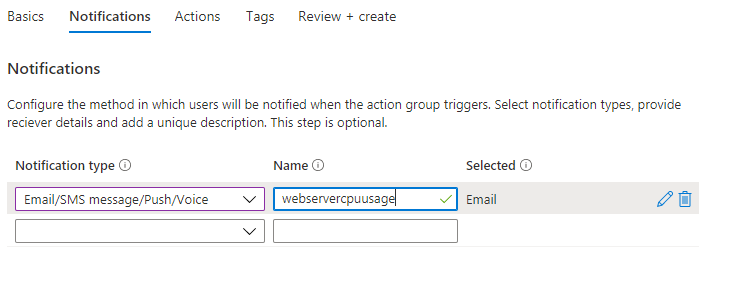 Basics Notifications Actions Tags Review + create
Notifications
Configure the method in which users will be notified when the action group triggers. Select notification types, provide
reciever details and add a unique description. This step is optional.
Notification type Name Selected
Email/SMS message/Push/Voice webservercpuusage Email